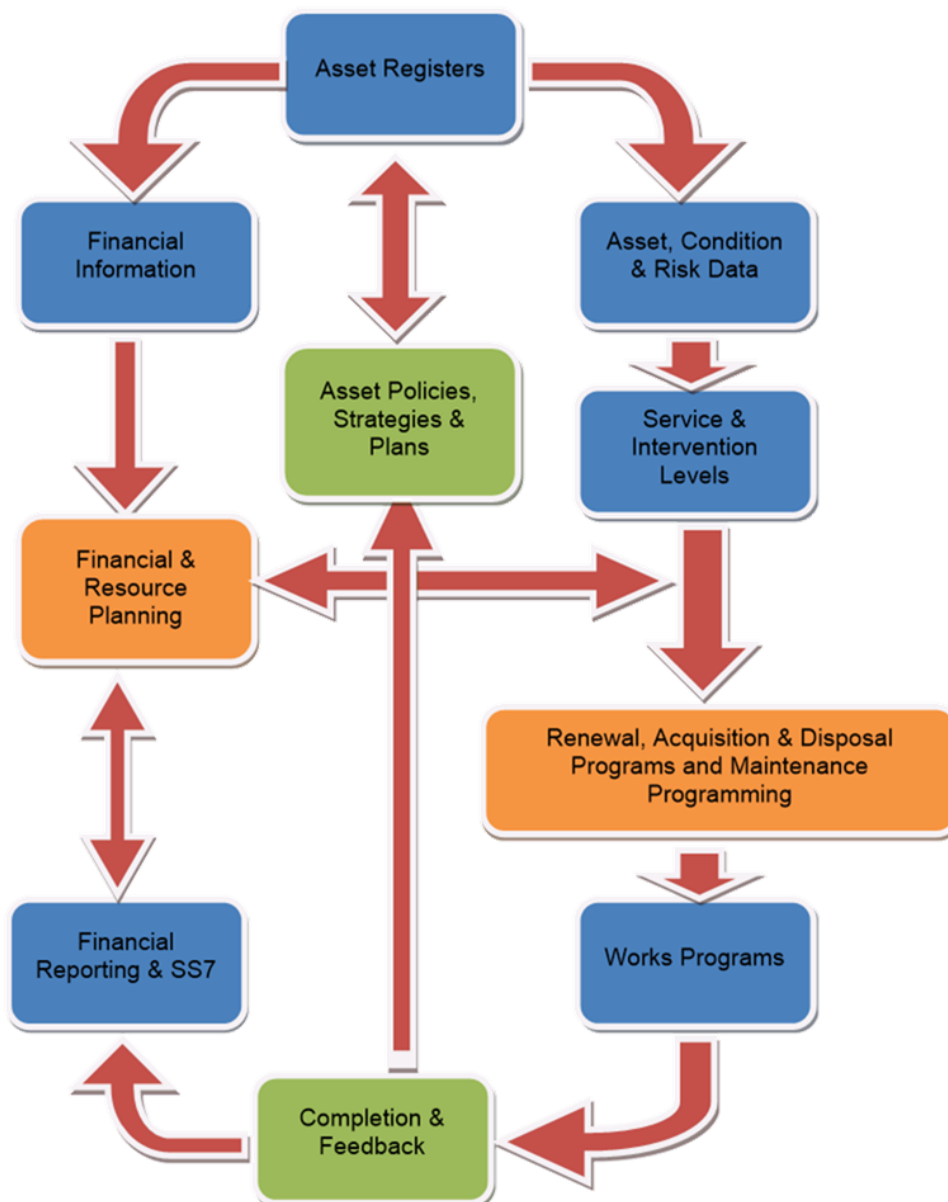 Asset Registers
Financial
Information
Asset, Condition
& Risk Data
Asset Policies,
Strategies &
Plans
Service &
Intervention
Levels
Financial &
Resource
Planning
Renewal, Acquisition & Disposal
Programs and Maintenance
Programming
Financial
Reporting & SS7
Works Programs
Completion &
Feedback